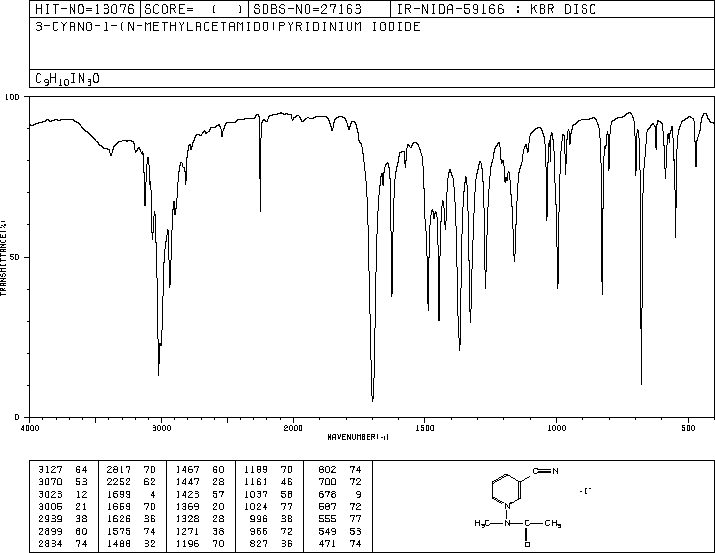 HIT-NO=13076 SCORE= ( ) SDBS-NO=27163 IR-NIDA-59166 : KBR DISC
3-CYANO-1-(N-METHYLACETAMIDO)PYRIDINIUM IODIDE
C9H10IN3O
100
50
0
TRANSMITTANCE(%)
4000 3000 2000 1500 1000 500
WAVENUMBER(-1)
3127 64 2817 70 1467 60 1189 70 802 74
3070 53 2252 62 1447 28 1161 46 700 72
3023 12 1699 4 1423 57 1037 58 678 9
3005 21 1659 70 1369 20 1024 77 587 72
2939 38 1626 36 1328 28 996 38 555 77
2899 60 1575 74 1271 38 966 72 549 53
2834 74 1488 32 1196 70 827 36 471 74
C N
N+
H3C N C CH3
O
I-